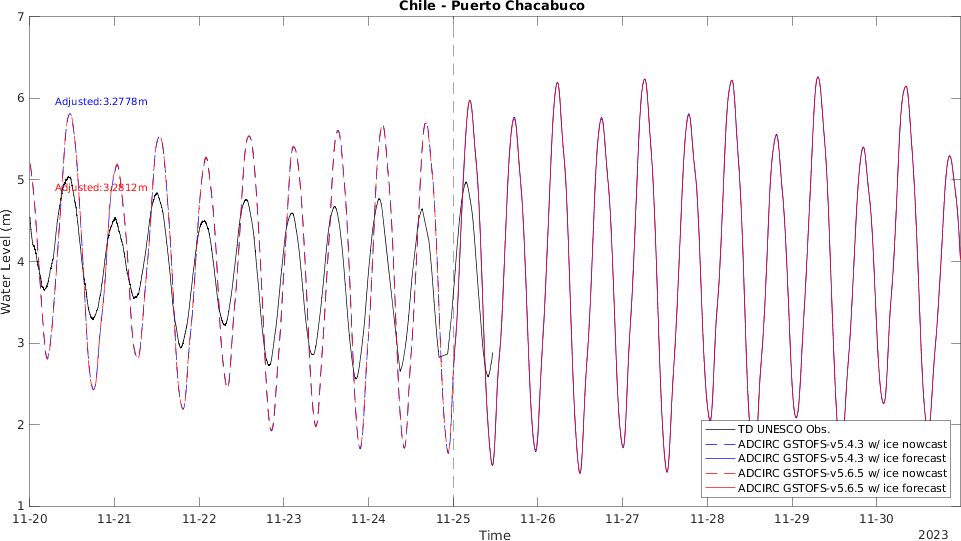 Chile - Puerto Chacabuco
7
6
5
4
3
2
1
Water Level (m)
Adjusted:3.2778m
Adjusted:3.2812m
TD UNESCO Obs.
ADCIRC GSTOFS-v5.4.3 w/ ice nowcast
ADCIRC GSTOFS-v5.4.3 w/ ice forecast
ADCIRC GSTOFS-v5.6.5 w/ ice nowcast
ADCIRC GSTOFS-v5.6.5 w/ ice forecast
11-20 11-21 11-22 11-23 11-24 11-25 11-26 11-27 11-28 11-29 11-30
Time
2023